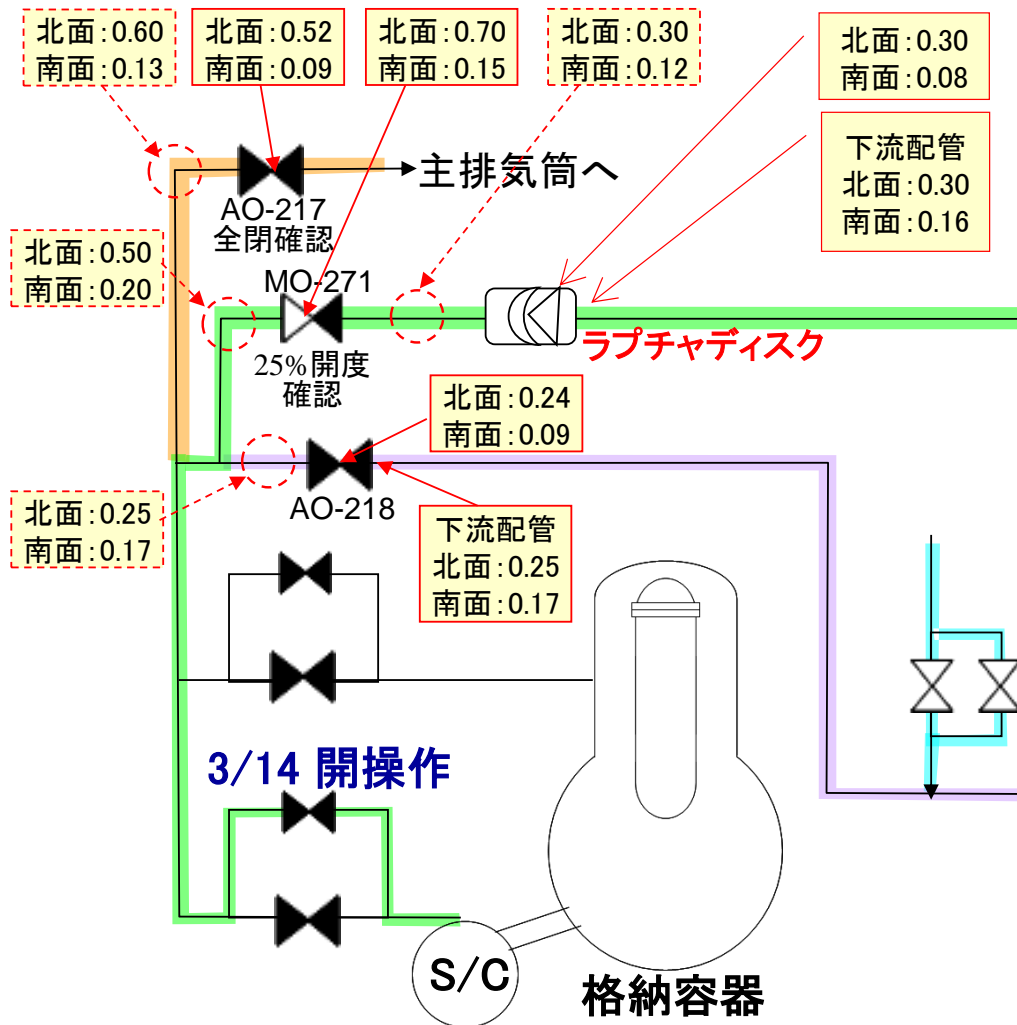 北面:0.60
南面:0.13
北面:0.52
南面:0.09
北面:0.70
南面:0.15
北面:0.30
南面:0.12
北面:0.30
南面:0.08
下流配管
北面:0.30
南面:0.16
主排気筒へ
AO-217
全閉確認
北面:0.50
南面:0.20
MO-271
25%開度
確認
ラプチャディスク
北面:0.24
南面:0.09
AO-218
北面:0.25
南面:0.17
下流配管
北面:0.25
南面:0.17
3/14 開操作
S/C
格納容器